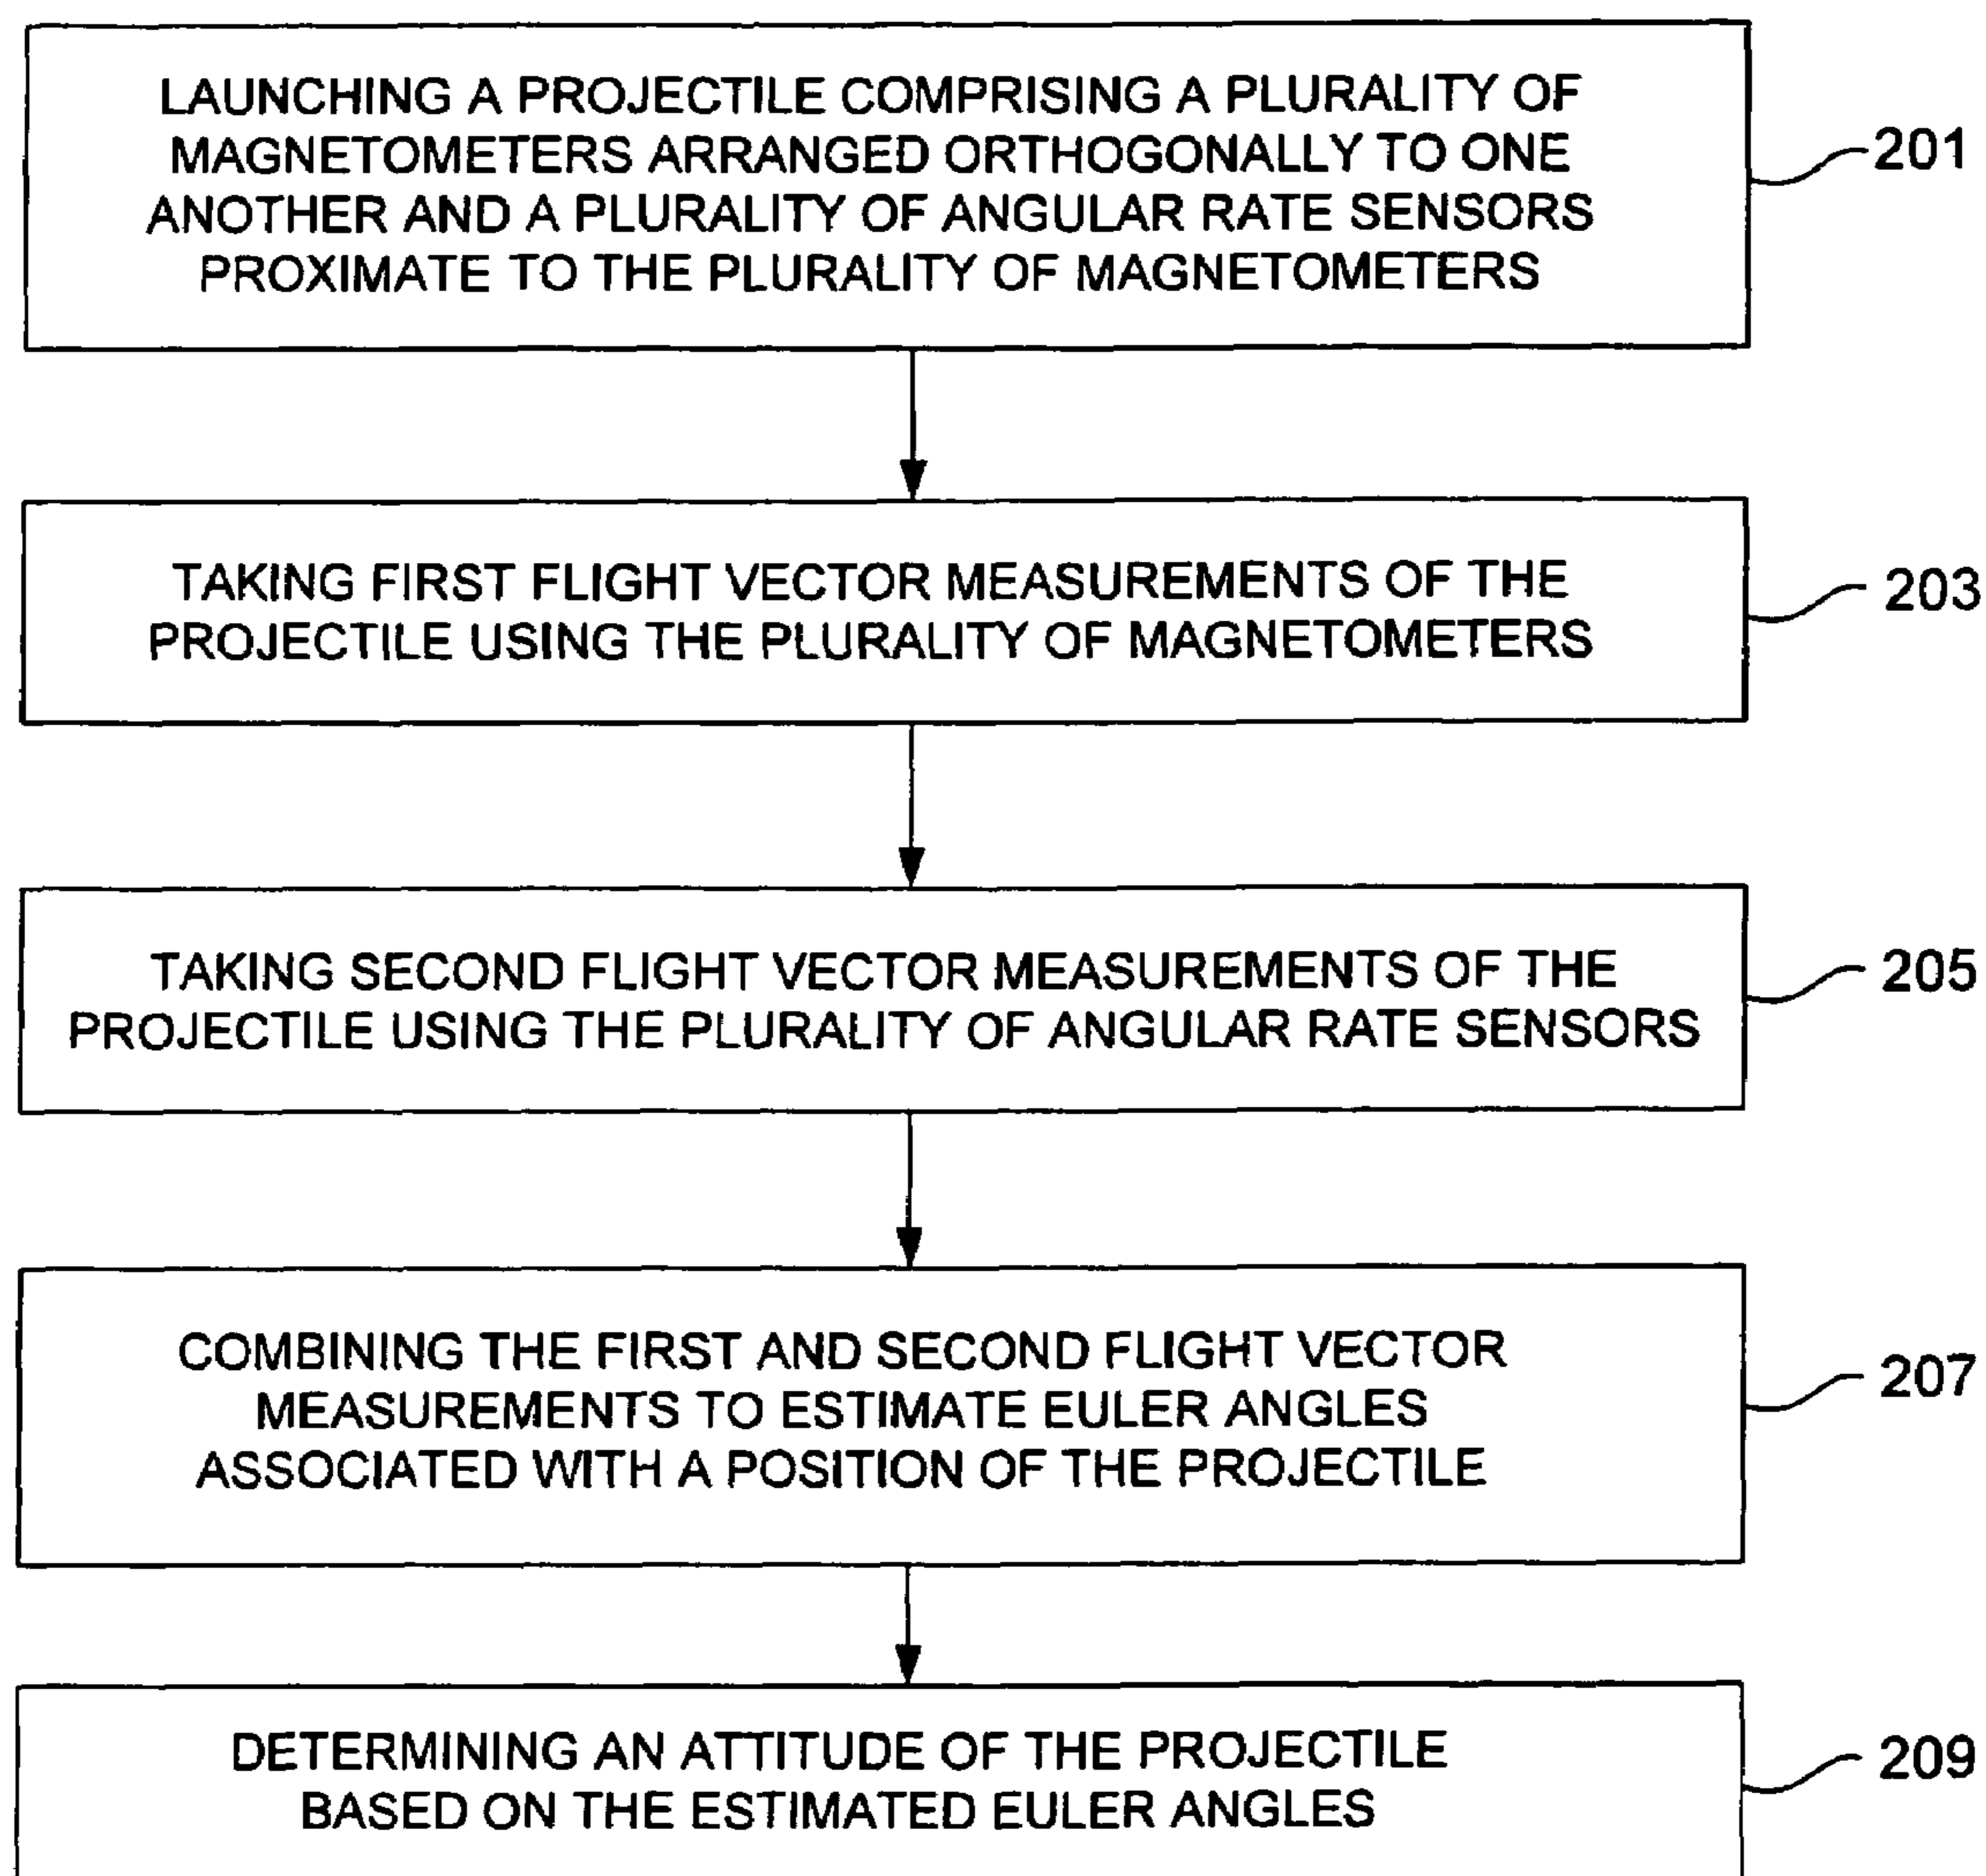 LAUNCHING A PROJECTILE COMPRISING A PLURALITY OF
MAGNETOMETERS ARRANGED ORTHOGONALLY TO ONE
ANOTHER AND A PLURALITY OF ANGULAR RATE SENSORS
PROXIMATE TO THE PLURALITY OF MAGNETOMETERS
201
TAKING FIRST FLIGHT VECTOR MEASUREMENTS OF THE
PROJECTILE USING THE PLURALITY OF MAGNETOMETERS
203
TAKING SECOND FLIGHT VECTOR MEASUREMENTS OF THE
PROJECTILE USING THE PLURALITY OF ANGULAR RATE SENSORS
205
COMBINING THE FIRST AND SECOND FLIGHT VECTOR
MEASUREMENTS TO ESTIMATE EULER ANGLES
ASSOCIATED WITH A POSITION OF THE PROJECTILE
207
DETERMINING AN ATTITUDE OF THE PROJECTILE
BASED ON THE ESTIMATED EULER ANGLES
209